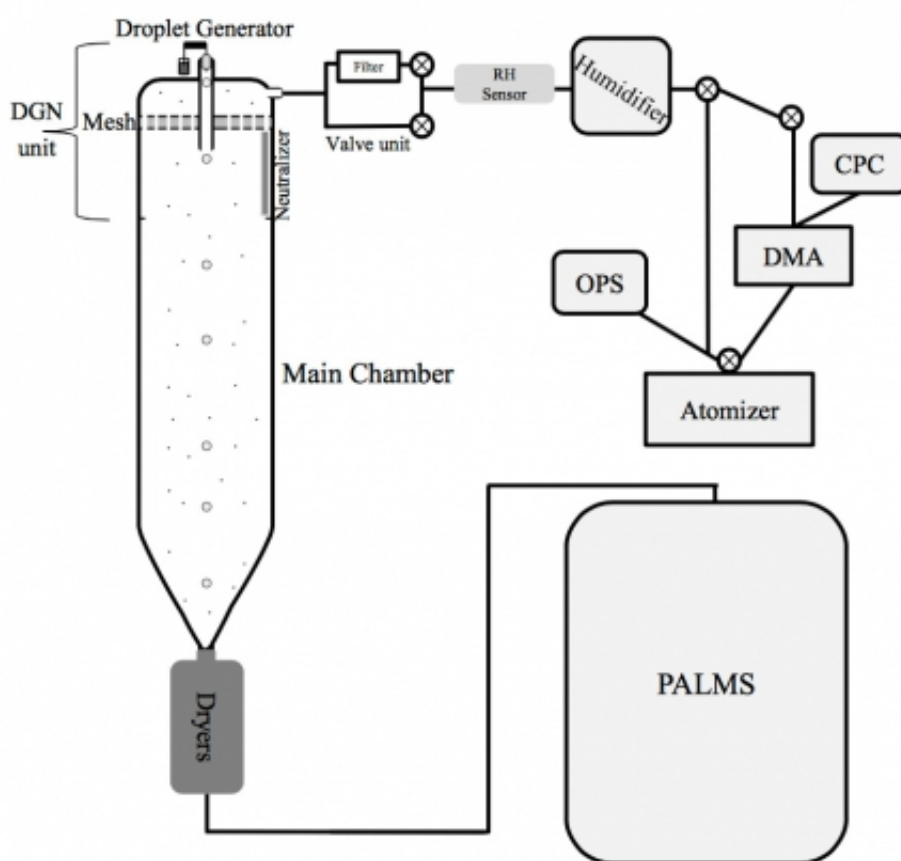 Droplet Generator
DGN
unit
Mesh
Neutralizer
Filter
Valve unit
RH
Sensor
Humidifier
CPC
DMA
OPS
Atomizer
Main Chamber
Dryers
PALMS